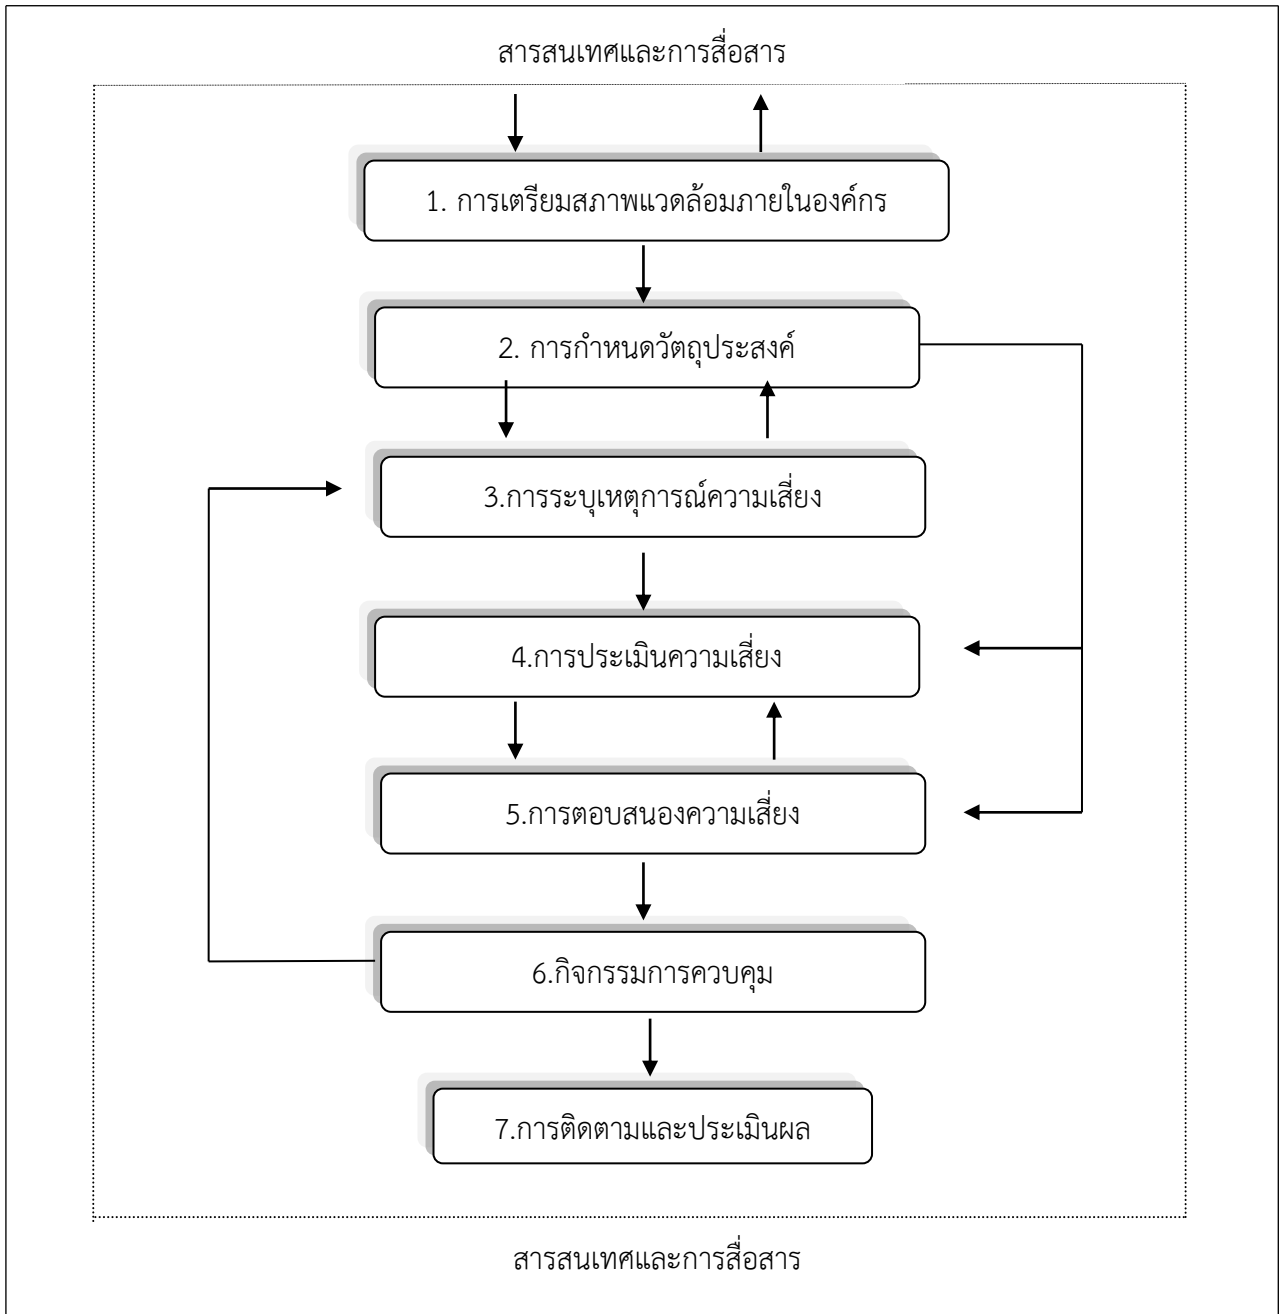 สารสนเทศและการสื่อสาร
1. การเตรียมสภาพแวดล้อมภายในองค์กร
2. การกำหนดวัตถุประสงค์
3.การระบุเหตุการณ์ความเสี่ยง
4.การประเมินความเสี่ยง
5.การตอบสนองความเสี่ยง
6.กิจกรรมการควบคุม
7.การติดตามและประเมินผล
สารสนเทศและการสื่อสาร